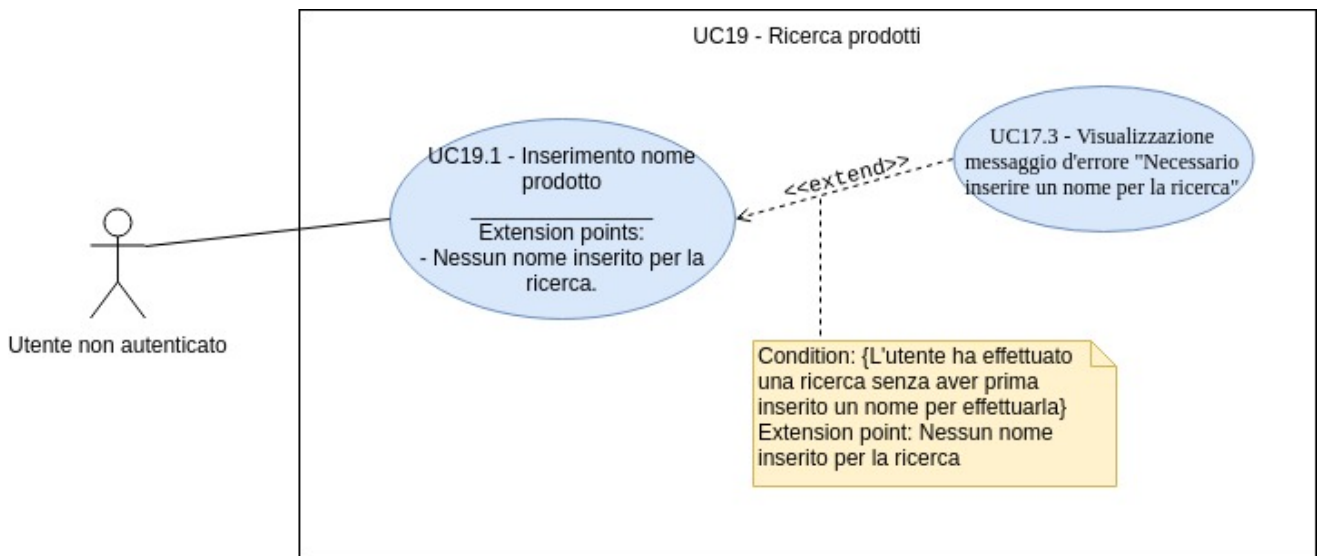 UC19 - Ricerca prodotti
UC19.1 - Inserimento nome
prodotto
Extension points:
- Nessun nome inserito per la
ricerca.
<<extend>>
UC17.3 - Visualizzazione
messaggio d'errore "Necessario
inserire un nome per la ricerca"
Utente non autenticato
Condition: {L'utente ha effettuato
una ricerca senza aver prima
inserito un nome per effettuarla}
Extension point: Nessun nome
inserito per la ricerca